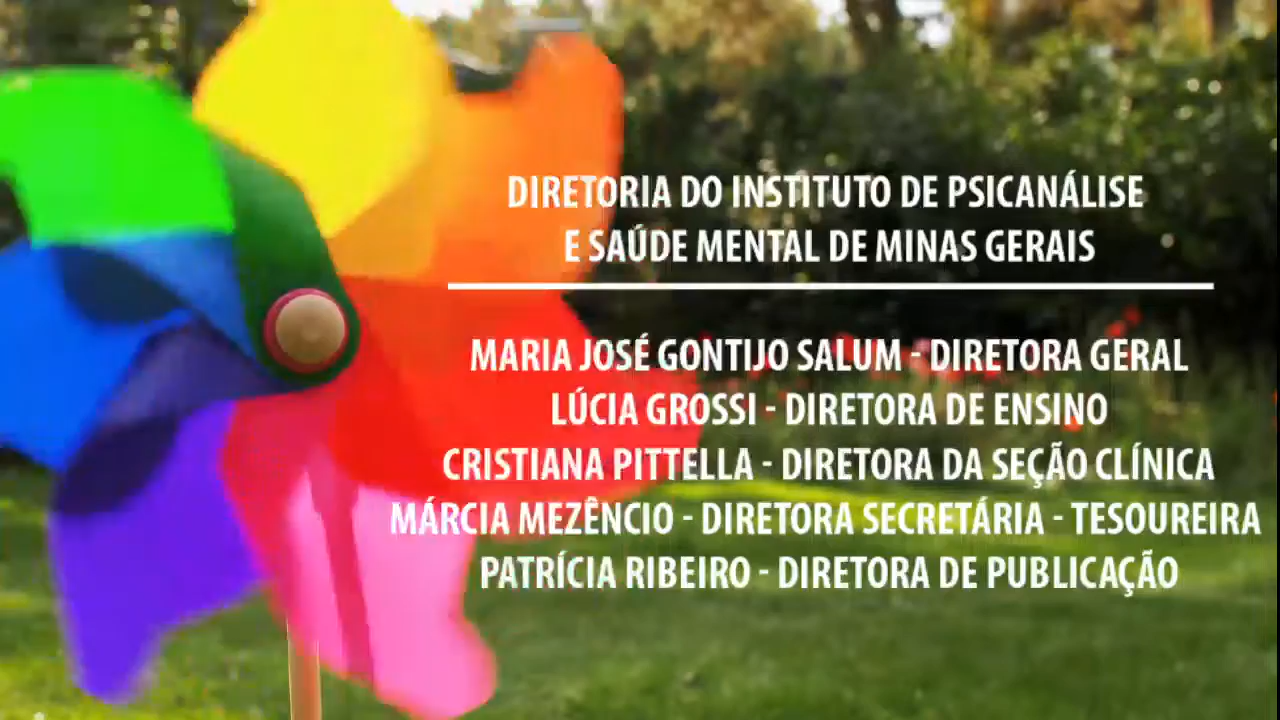 DIRETORIA DO INSTITUTO DE PSICANÁLISE
E SAÚDE MENTAL DE MINAS GERAIS
MARIA JOSÉ GONTIJO SALUM - DIRETORA GERAL
LÚCIA GROSSI - DIRETORA DE ENSINO
CRISTIANA PITTELLA - DIRETORA DA SEÇÃO CLÍNICA
MÁRCIA MEZÊNCIO - DIRETORA SECRETÁRIA - TESOUREIRA
PATRÍCIA RIBEIRO - DIRETORA DE PUBLICAÇÃO